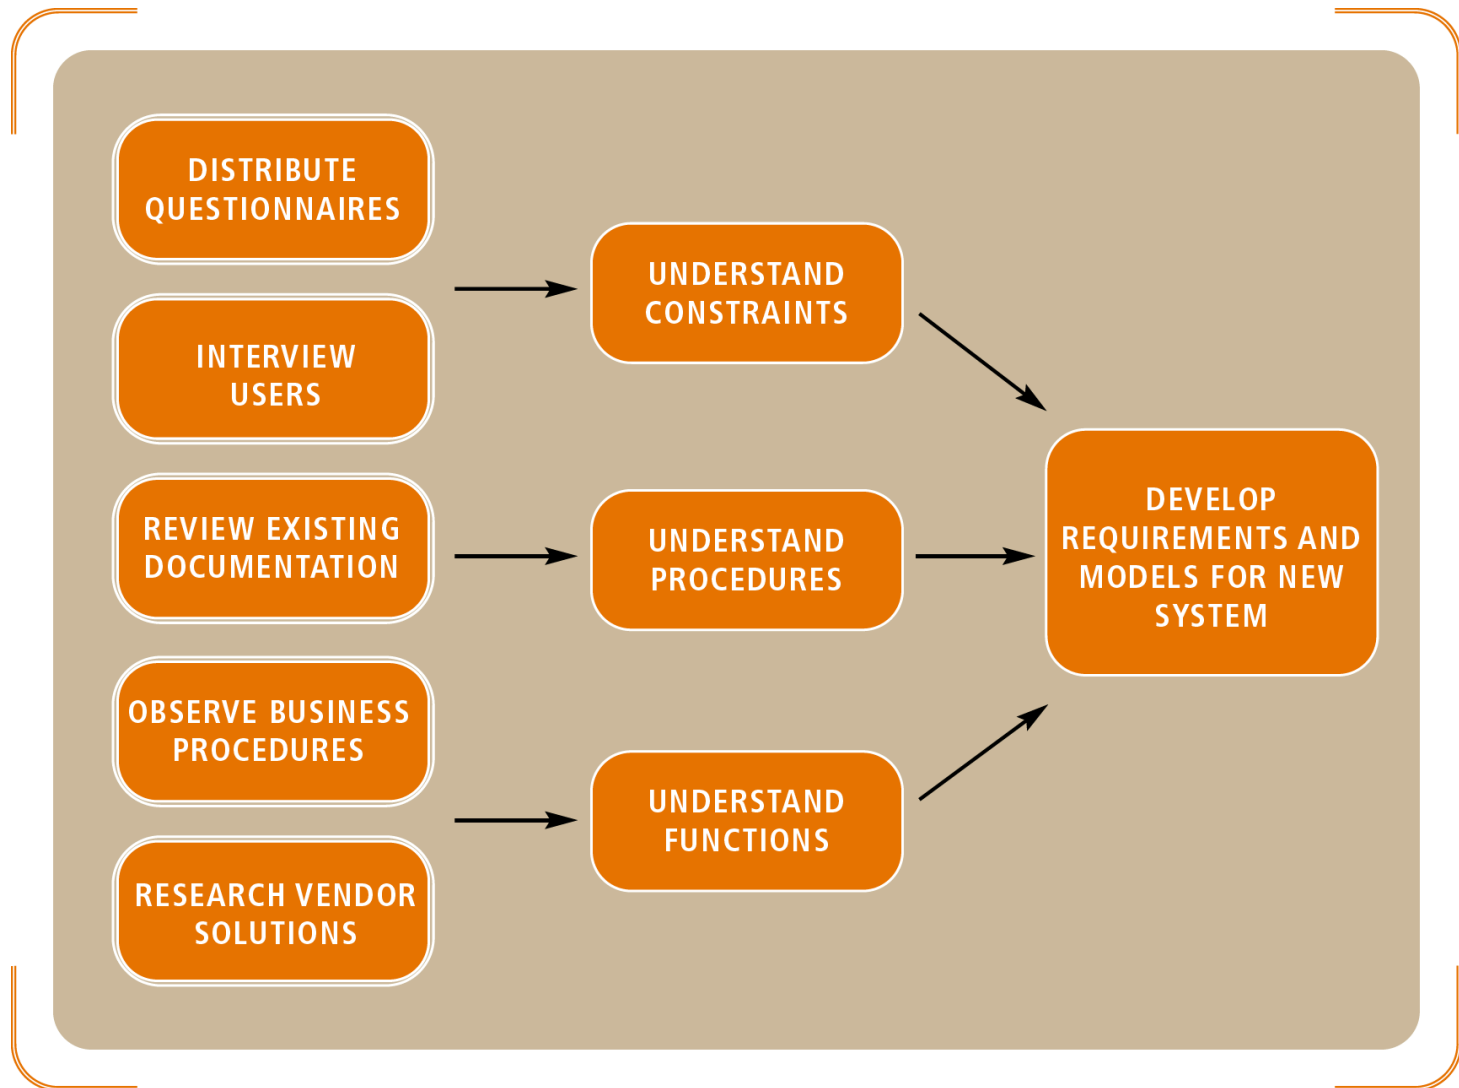 DISTRIBUTE
QUESTIONNAIRES
INTERVIEW
USERS
REVIEW EXISTING
DOCUMENTATION
OBSERVE BUSINESS
PROCEDURES
RESEARCH VENDOR
SOLUTIONS
UNDERSTAND
CONSTRAINTS
UNDERSTAND
PROCEDURES
UNDERSTAND
FUNCTIONS
DEVELOP
REQUIREMENTS AND
MODELS FOR NEW
SYSTEM